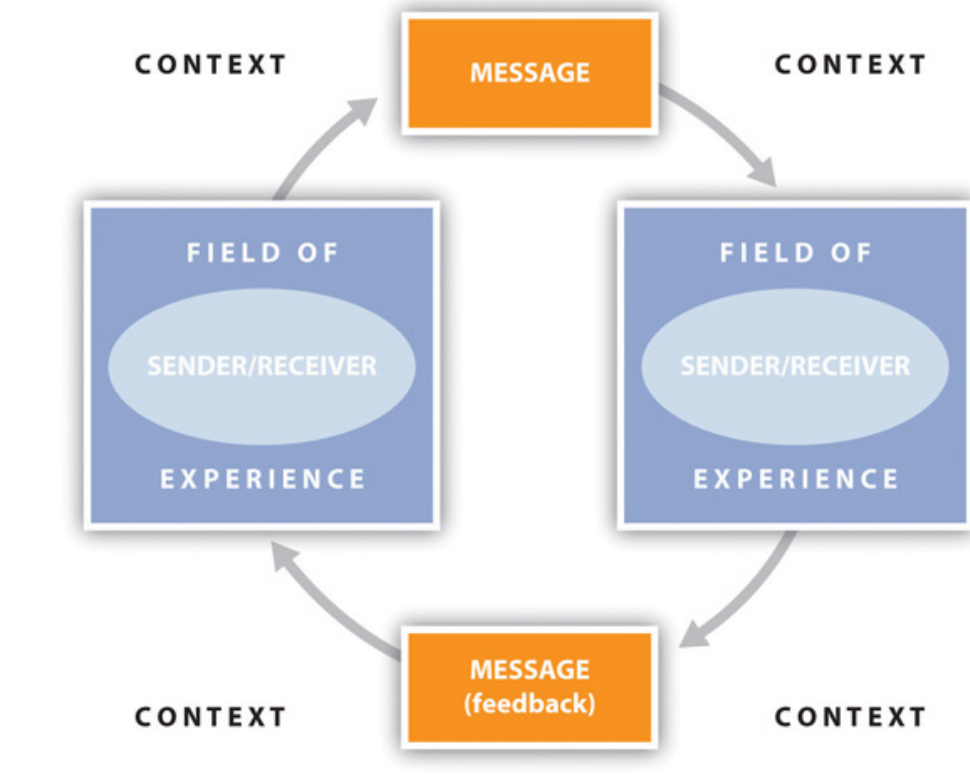 CONTEXT
MESSAGE
CONTEXT
FIELD OF
SENDER/RECEIVER
EXPERIENCE
FIELD OF
SENDER/RECEIVER
EXPERIENCE
MESSAGE
(feedback)
CONTEXT
CONTEXT